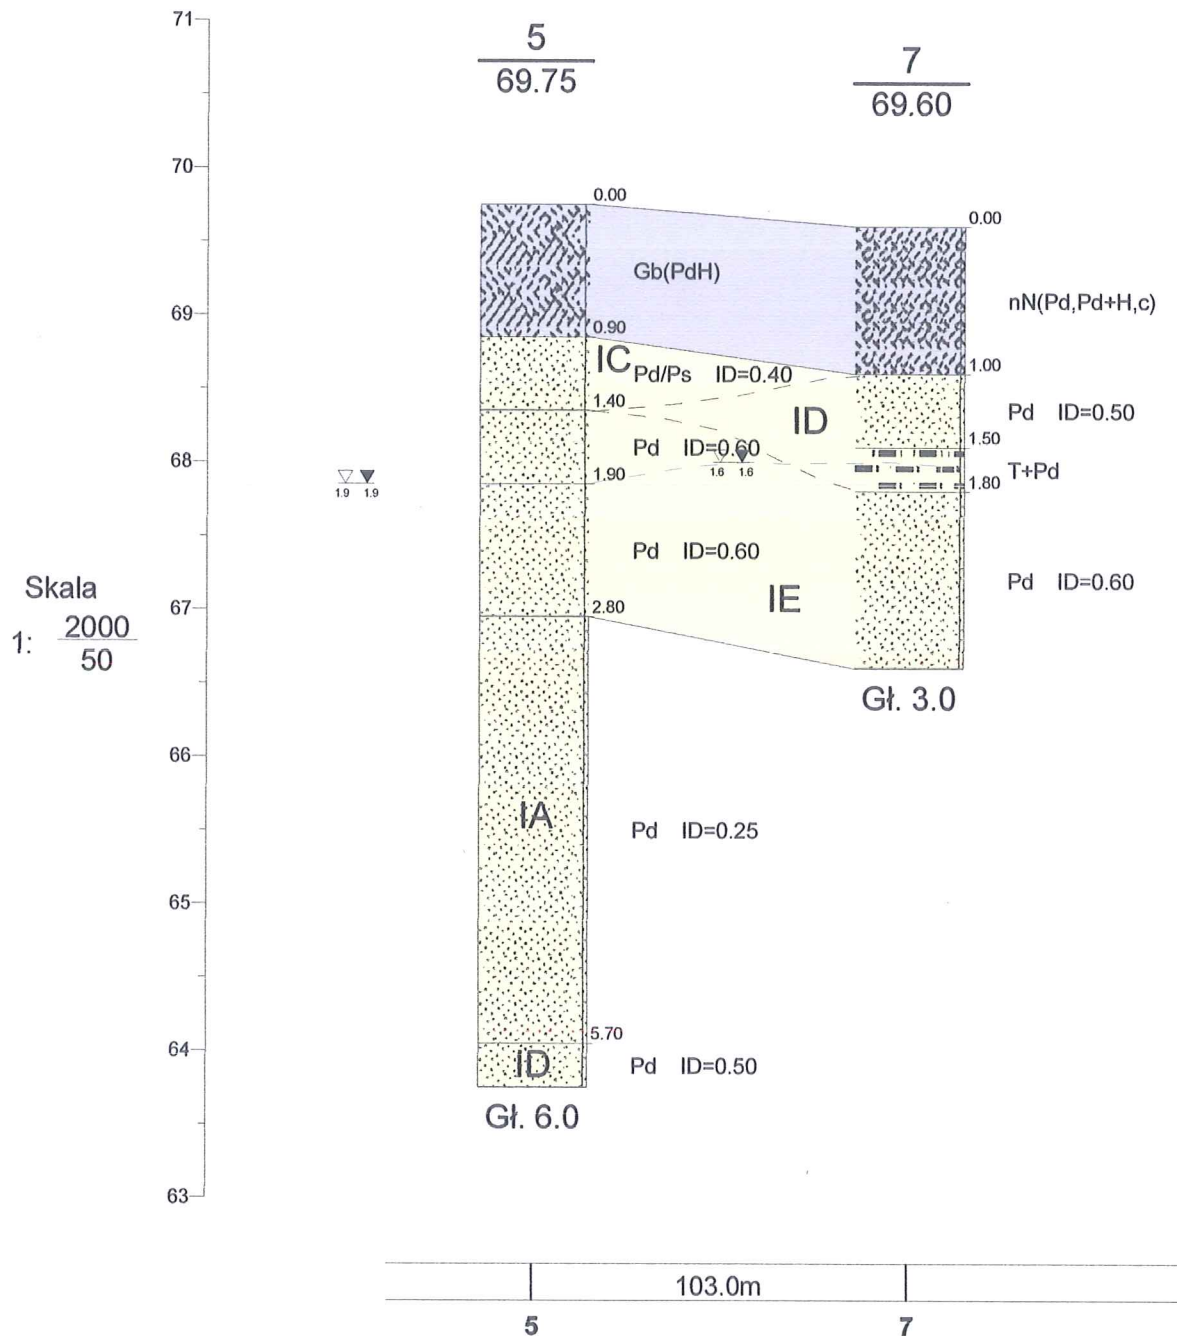 71
5
69.75
7
69.60
70
0.00
0.00
Gb(PdH)
nN(Pd,Pd+H,c)
69
0.90
IC
Pd/Ps ID=0.40
1.00
1.40
ID
Pd ID=0.50
Pd ID=0.60
1.50
68
1.6 1.6
T+Pd
1.90
1.80
1.9 1.9
Pd ID=0.60
Pd ID=0.60
IE
Skala
1: 2000
50
67
2.80
Gł. 3.0
66
IA
Pd ID=0.25
65
5.70
64
ID
Pd ID=0.50
Gł. 6.0
63
103.0m
5 7